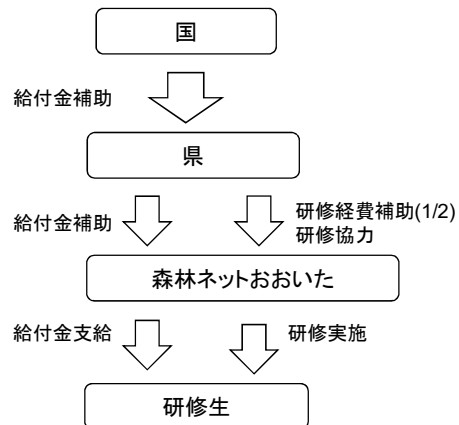 国
給付金補助
県
給付金補助
研修経費補助(1/2)
研修協力
森林ネットおおいた
給付金支給
研修実施
研修生